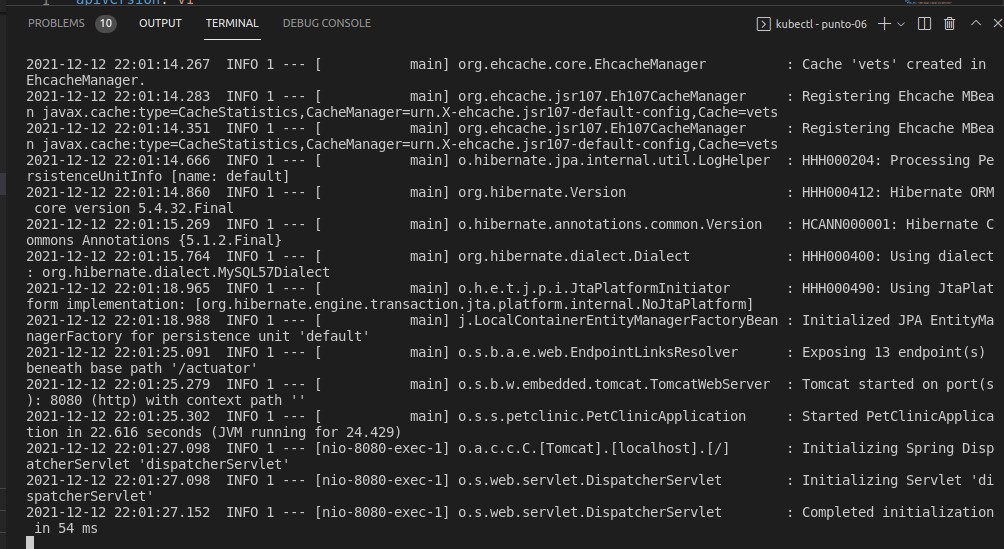 1 apiVersion: v1
PROBLEMS 10 OUTPUT TERMINAL DEBUG CONSOLE kubectl - punto-06
2021-12-12 22:01:14.267  INFO 1 --- [           main] org.ehcache.core.EhcacheManager          : Cache 'vets' created in
EhcacheManager.
2021-12-12 22:01:14.283  INFO 1 --- [           main] org.ehcache.jsr107.Eh107CacheManager     : Registering Ehcache MBea
n javax.cache:type=CacheStatistics,CacheManager=urn.X-ehcache.jsr107-default-config,Cache=vets
2021-12-12 22:01:14.351  INFO 1 --- [           main] org.ehcache.jsr107.Eh107CacheManager     : Registering Ehcache MBea
n javax.cache:type=CacheStatistics,CacheManager=urn.X-ehcache.jsr107-default-config,Cache=vets
2021-12-12 22:01:14.666  INFO 1 --- [           main] o.hibernate.jpa.internal.util.LogHelper  : HHH000204: Processing Pe
rsistenceUnitInfo [name: default]
2021-12-12 22:01:14.860  INFO 1 --- [           main] org.hibernate.Version                    : HHH000412: Hibernate ORM
 core version 5.4.32.Final
2021-12-12 22:01:15.269  INFO 1 --- [           main] o.hibernate.annotations.common.Version   : HCANN000001: Hibernate C
ommons Annotations {5.1.2.Final}
2021-12-12 22:01:15.764  INFO 1 --- [           main] org.hibernate.dialect.Dialect            : HHH000400: Using dialect
: org.hibernate.dialect.MySQL57Dialect
2021-12-12 22:01:18.965  INFO 1 --- [           main] o.h.e.t.j.p.i.JtaPlatformInitiator       : HHH000490: Using JtaPlat
form implementation: [org.hibernate.engine.transaction.jta.platform.internal.NoJtaPlatform]
2021-12-12 22:01:18.988  INFO 1 --- [           main] j.LocalContainerEntityManagerFactoryBean : Initialized JPA EntityMa
nagerFactory for persistence unit 'default'
2021-12-12 22:01:25.091  INFO 1 --- [           main] o.s.b.a.e.web.EndpointLinksResolver      : Exposing 13 endpoint(s)
beneath base path '/actuator'
2021-12-12 22:01:25.279  INFO 1 --- [           main] o.s.b.w.embedded.tomcat.TomcatWebServer  : Tomcat started on port(s
): 8080 (http) with context path ''
2021-12-12 22:01:25.302  INFO 1 --- [           main] o.s.s.petclinic.PetClinicApplication     : Started PetClinicApplica
tion in 22.616 seconds (JVM running for 24.429)
2021-12-12 22:01:27.098  INFO 1 --- [nio-8080-exec-1] o.a.c.c.C.[Tomcat].[localhost].[/]       : Initializing Spring Disp
atcherServlet 'dispatcherServlet'
2021-12-12 22:01:27.098  INFO 1 --- [nio-8080-exec-1] o.s.web.servlet.DispatcherServlet        : Initializing Servlet 'di
spatcherServlet'
2021-12-12 22:01:27.152  INFO 1 --- [nio-8080-exec-1] o.s.web.servlet.DispatcherServlet        : Completed initialization
 in 54 ms